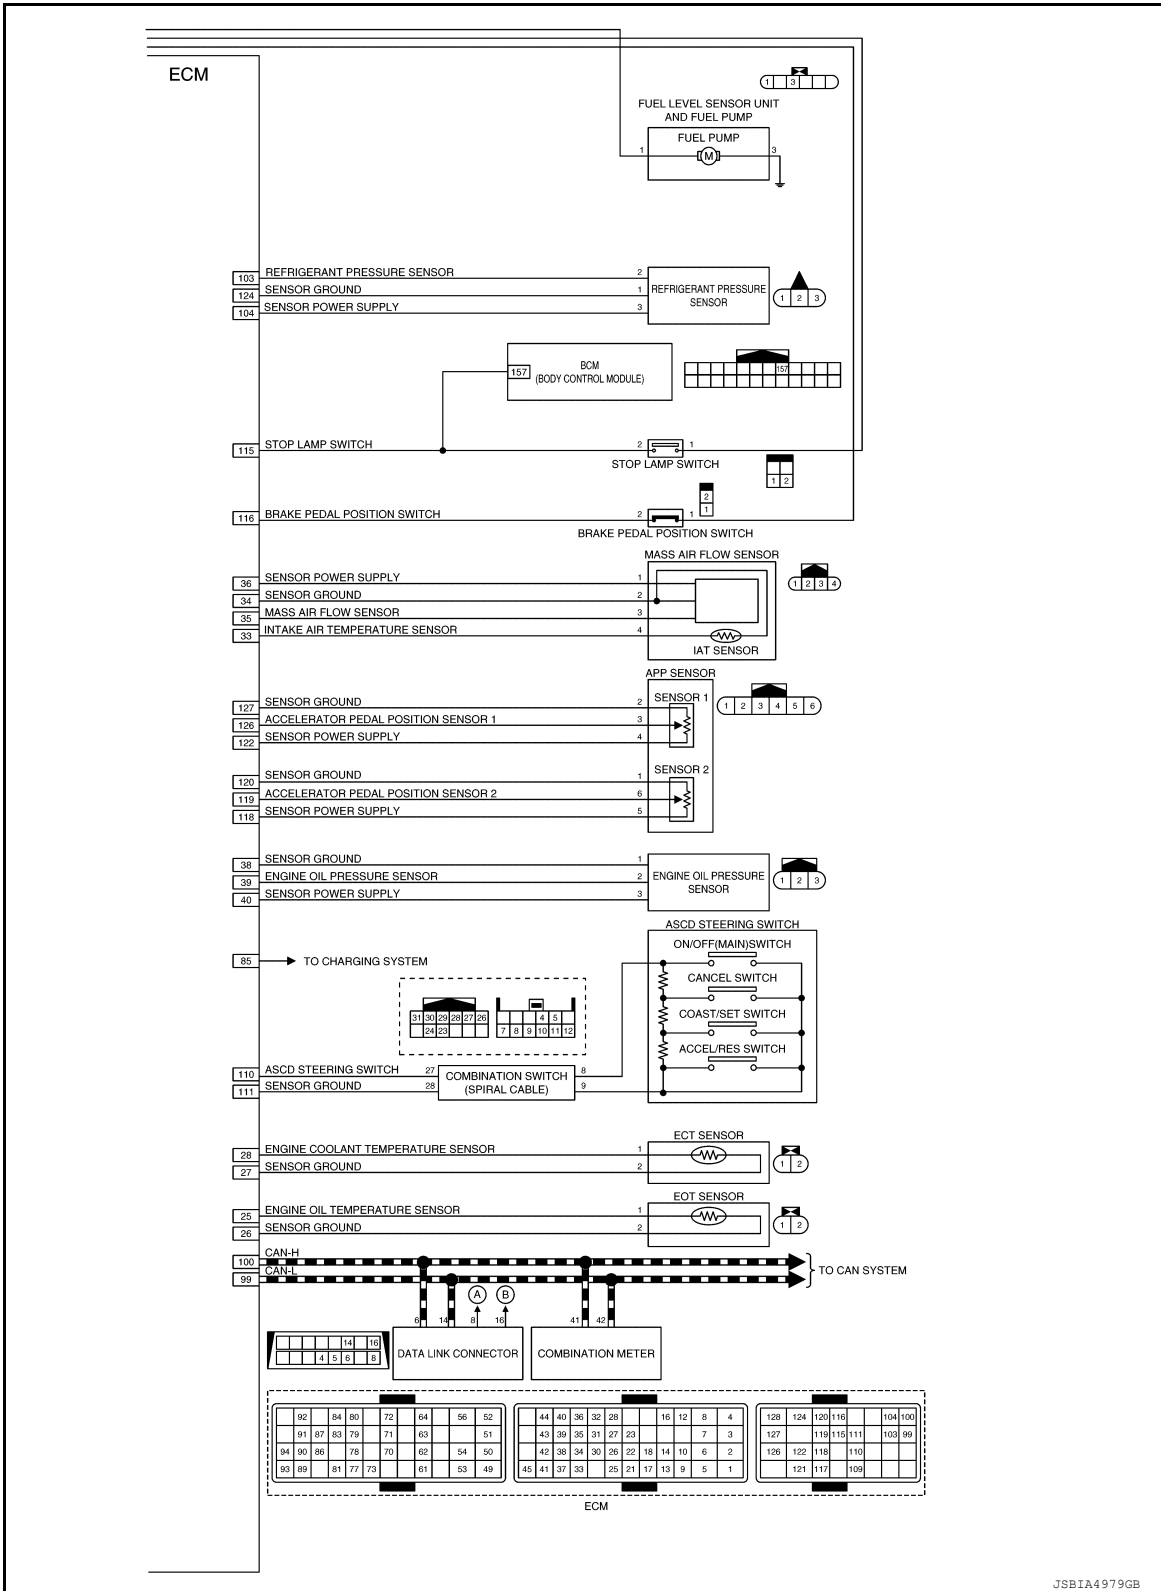 ECM
1 3
FUEL LEVEL SENSOR UNIT
AND FUEL PUMP
FUEL PUMP
1 M 3
103 REFRIGERANT PRESSURE SENSOR 2
124 SENSOR GROUND 1
104 SENSOR POWER SUPPLY 3
REFRIGERANT PRESSURE
SENSOR
1 2 3
157 BCM
(BODY CONTROL MODULE)
157
115 STOP LAMP SWITCH 2 1
STOP LAMP SWITCH
1 2
2
1
116 BRAKE PEDAL POSITION SWITCH 2 1
BRAKE PEDAL POSITION SWITCH
MASS AIR FLOW SENSOR
36 SENSOR POWER SUPPLY 1
34 SENSOR GROUND 2
35 MASS AIR FLOW SENSOR 3
33 INTAKE AIR TEMPERATURE SENSOR 4
IAT SENSOR
1 2 3 4
APP SENSOR
SENSOR 1
127 SENSOR GROUND 2
126 ACCELERATOR PEDAL POSITION SENSOR 1 3
122 SENSOR POWER SUPPLY 4
1 2 3 4 5 6
SENSOR 2
120 SENSOR GROUND 1
119 ACCELERATOR PEDAL POSITION SENSOR 2 6
118 SENSOR POWER SUPPLY 5
38 SENSOR GROUND 1
39 ENGINE OIL PRESSURE SENSOR 2
40 SENSOR POWER SUPPLY 3
ENGINE OIL PRESSURE
SENSOR
1 2 3
ASCD STEERING SWITCH
ON/OFF(MAIN)SWITCH
CANCEL SWITCH
COAST/SET SWITCH
ACCEL/RES SWITCH
85 TO CHARGING SYSTEM
31 30 29 28 27 26
24 23
4 5
7 8 9 10 11 12
110 ASCD STEERING SWITCH 27
111 SENSOR GROUND 28
COMBINATION SWITCH
(SPIRAL CABLE)
8
9
ECT SENSOR
28 ENGINE COOLANT TEMPERATURE SENSOR 1
27 SENSOR GROUND 2
1 2
EOT SENSOR
25 ENGINE OIL TEMPERATURE SENSOR 1
26 SENSOR GROUND 2
1 2
100 CAN-H
99 CAN-L
TO CAN SYSTEM
A B
6 14 8 16 41 42
14 16
4 5 6 8
DATA LINK CONNECTOR
COMBINATION METER
92 84 80 72 64 56 52
91 87 83 79 71 63 51
94 90 86 78 70 62 54 50
93 89 81 77 73 61 53 49
44 40 36 32 28 16 12 8 4
43 39 35 31 27 23 7 3
42 38 34 30 26 22 18 14 10 6 2
45 41 37 33 25 21 17 13 9 5 1
128 124 120 116 104 100
127 119 115 111 103 99
126 122 118 110
121 117 109
ECM
JSBIA4979GB